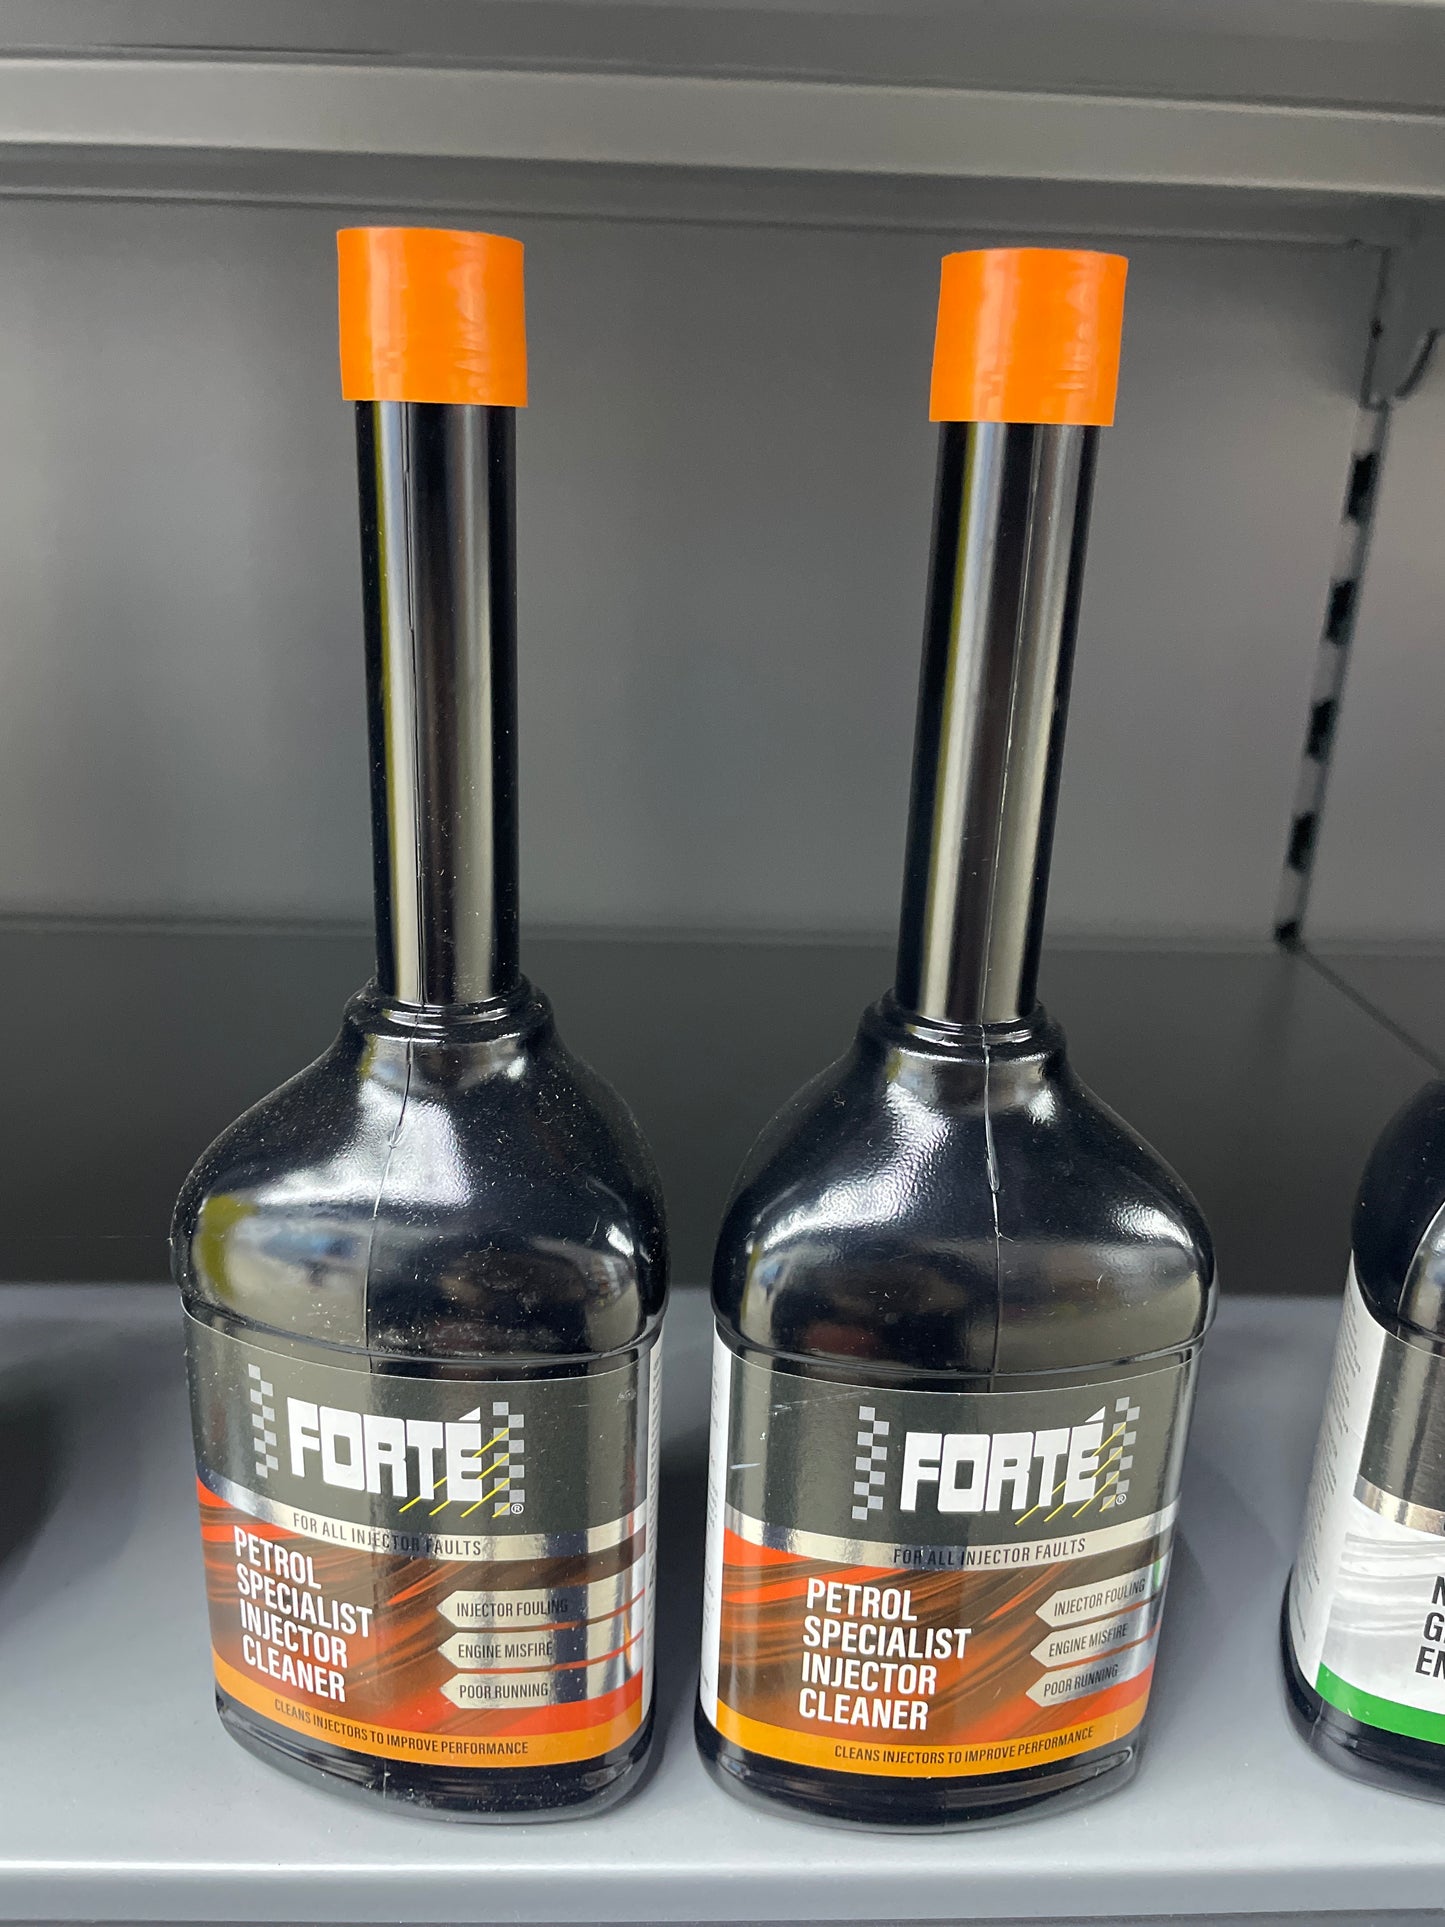 FORTÉ®
FOR ALL INJECTOR FAULTS
PETROL
SPECIALIST
INJECTOR
CLEANER
INJECTOR FOULING
ENGINE MISFIRE
POOR RUNNING
CLEANS INJECTORS TO IMPROVE PERFORMANCE
FORTÉ®
FOR ALL INJECTOR FAULTS
PETROL
SPECIALIST
INJECTOR
CLEANER
INJECTOR FOULING
ENGINE MISFIRE
POOR RUNNING
CLEANS INJECTORS TO IMPROVE PERFORMANCE